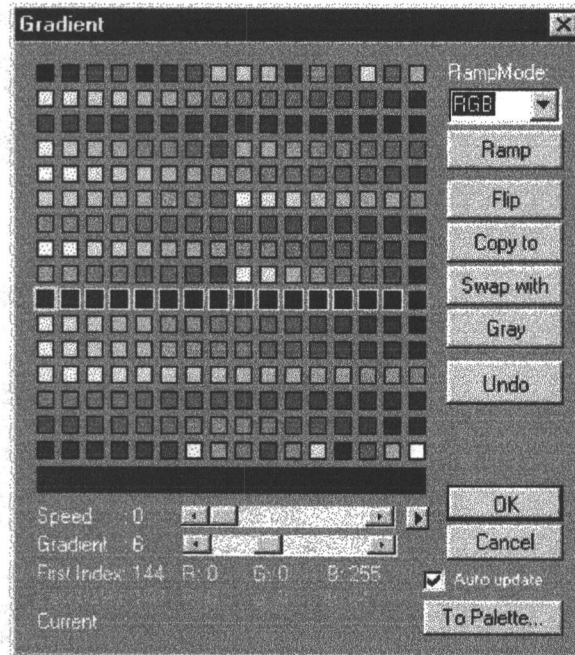 Gradient
RampMode:
RGB
Ramp
Flip
Copy to
Swap with
Gray
Undo
OK
Cancel
Speed : 0
Gradient : 6
First Index: 144 R: 0 G: 0 B: 255
Auto update
Current
To Palette...